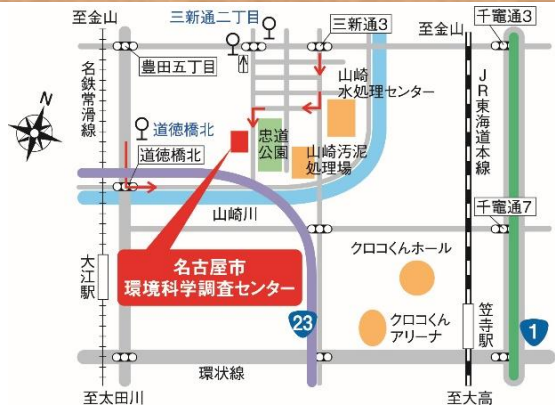 至金山
三新通二丁目
三新通3
至金山
千竈通3
豊田五丁目
名鉄常滑線
山崎
水処理センター
JR東海道本線
N
道徳橋北
忠道
公園
道徳橋北
山崎汚泥
処理場
山崎川
千竈通7
大江駅
名古屋市
環境科学調査センター
クロコくんホール
23
クロコくん
アリーナ
笠寺駅
1
環状線
至太田川
至大高